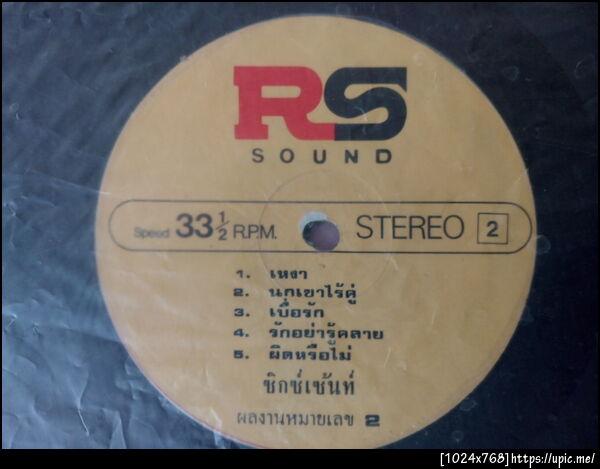 RS
SOUND
Speed 33 1/2 R.P.M. STEREO 2
1. เหงา
2. นกเขาไร้คู่
3. เบื่อรัก
4. รักอย่ารู้คลาย
5. ผิดหรือไม่
ซิกซ์เซ้นท์
ผลงานหมายเลข 2
[1024x768]https://upic.me/